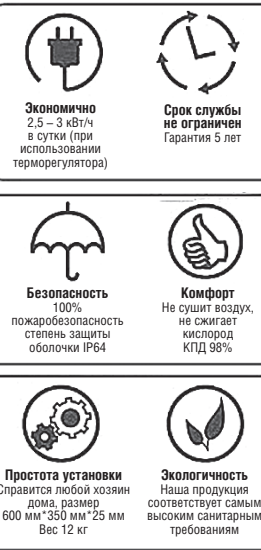 Экономично
2,5 – 3 кВт/ч
в сутки (при
использовании
терморегулятора)
Срок службы
не ограничен
Гарантия 5 лет
Безопасность
100%
пожаробезопасность
степень защиты
оболочки IP64
Комфорт
Не сушит воздух,
не сжигает
кислород
КПД 98%
Простота установки
Справится любой хозяин
дома, размер
600 мм*350 мм*25 мм
Вес 12 кг
Экологичность
Наша продукция
соответствует самым
высоким санитарным
требованиям